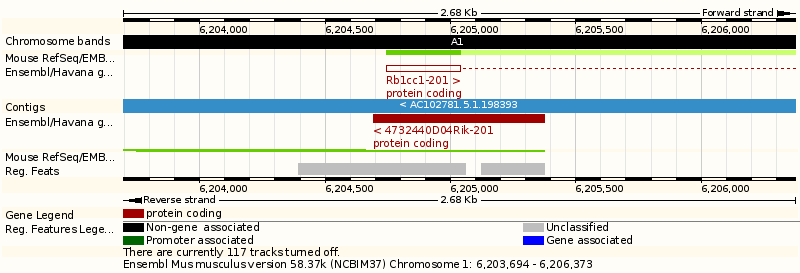 2.68 Kb Forward strand
6,204,000 6,204,500 6,205,000 6,205,500 6,206,000
Chromosome bands A1
Mouse RefSeq/EMB...
Ensembl/Havana g...
Rb1cc1-201 >
protein coding
Contigs < AC102781.5.1.198393
Ensembl/Havana g...
< 4732440D04Rik-201
protein coding
Mouse RefSeq/EMB...
Reg. Feats
6,204,000 6,204,500 6,205,000 6,205,500 6,206,000
Reverse strand 2.68 Kb
Gene Legend protein coding
Reg. Features Lege... Non-gene associated Unclassified
Promoter associated Gene associated
There are currently 117 tracks turned off.
Ensembl Mus musculus version 58.37k (NCBIM37) Chromosome 1: 6,203,694 - 6,206,373